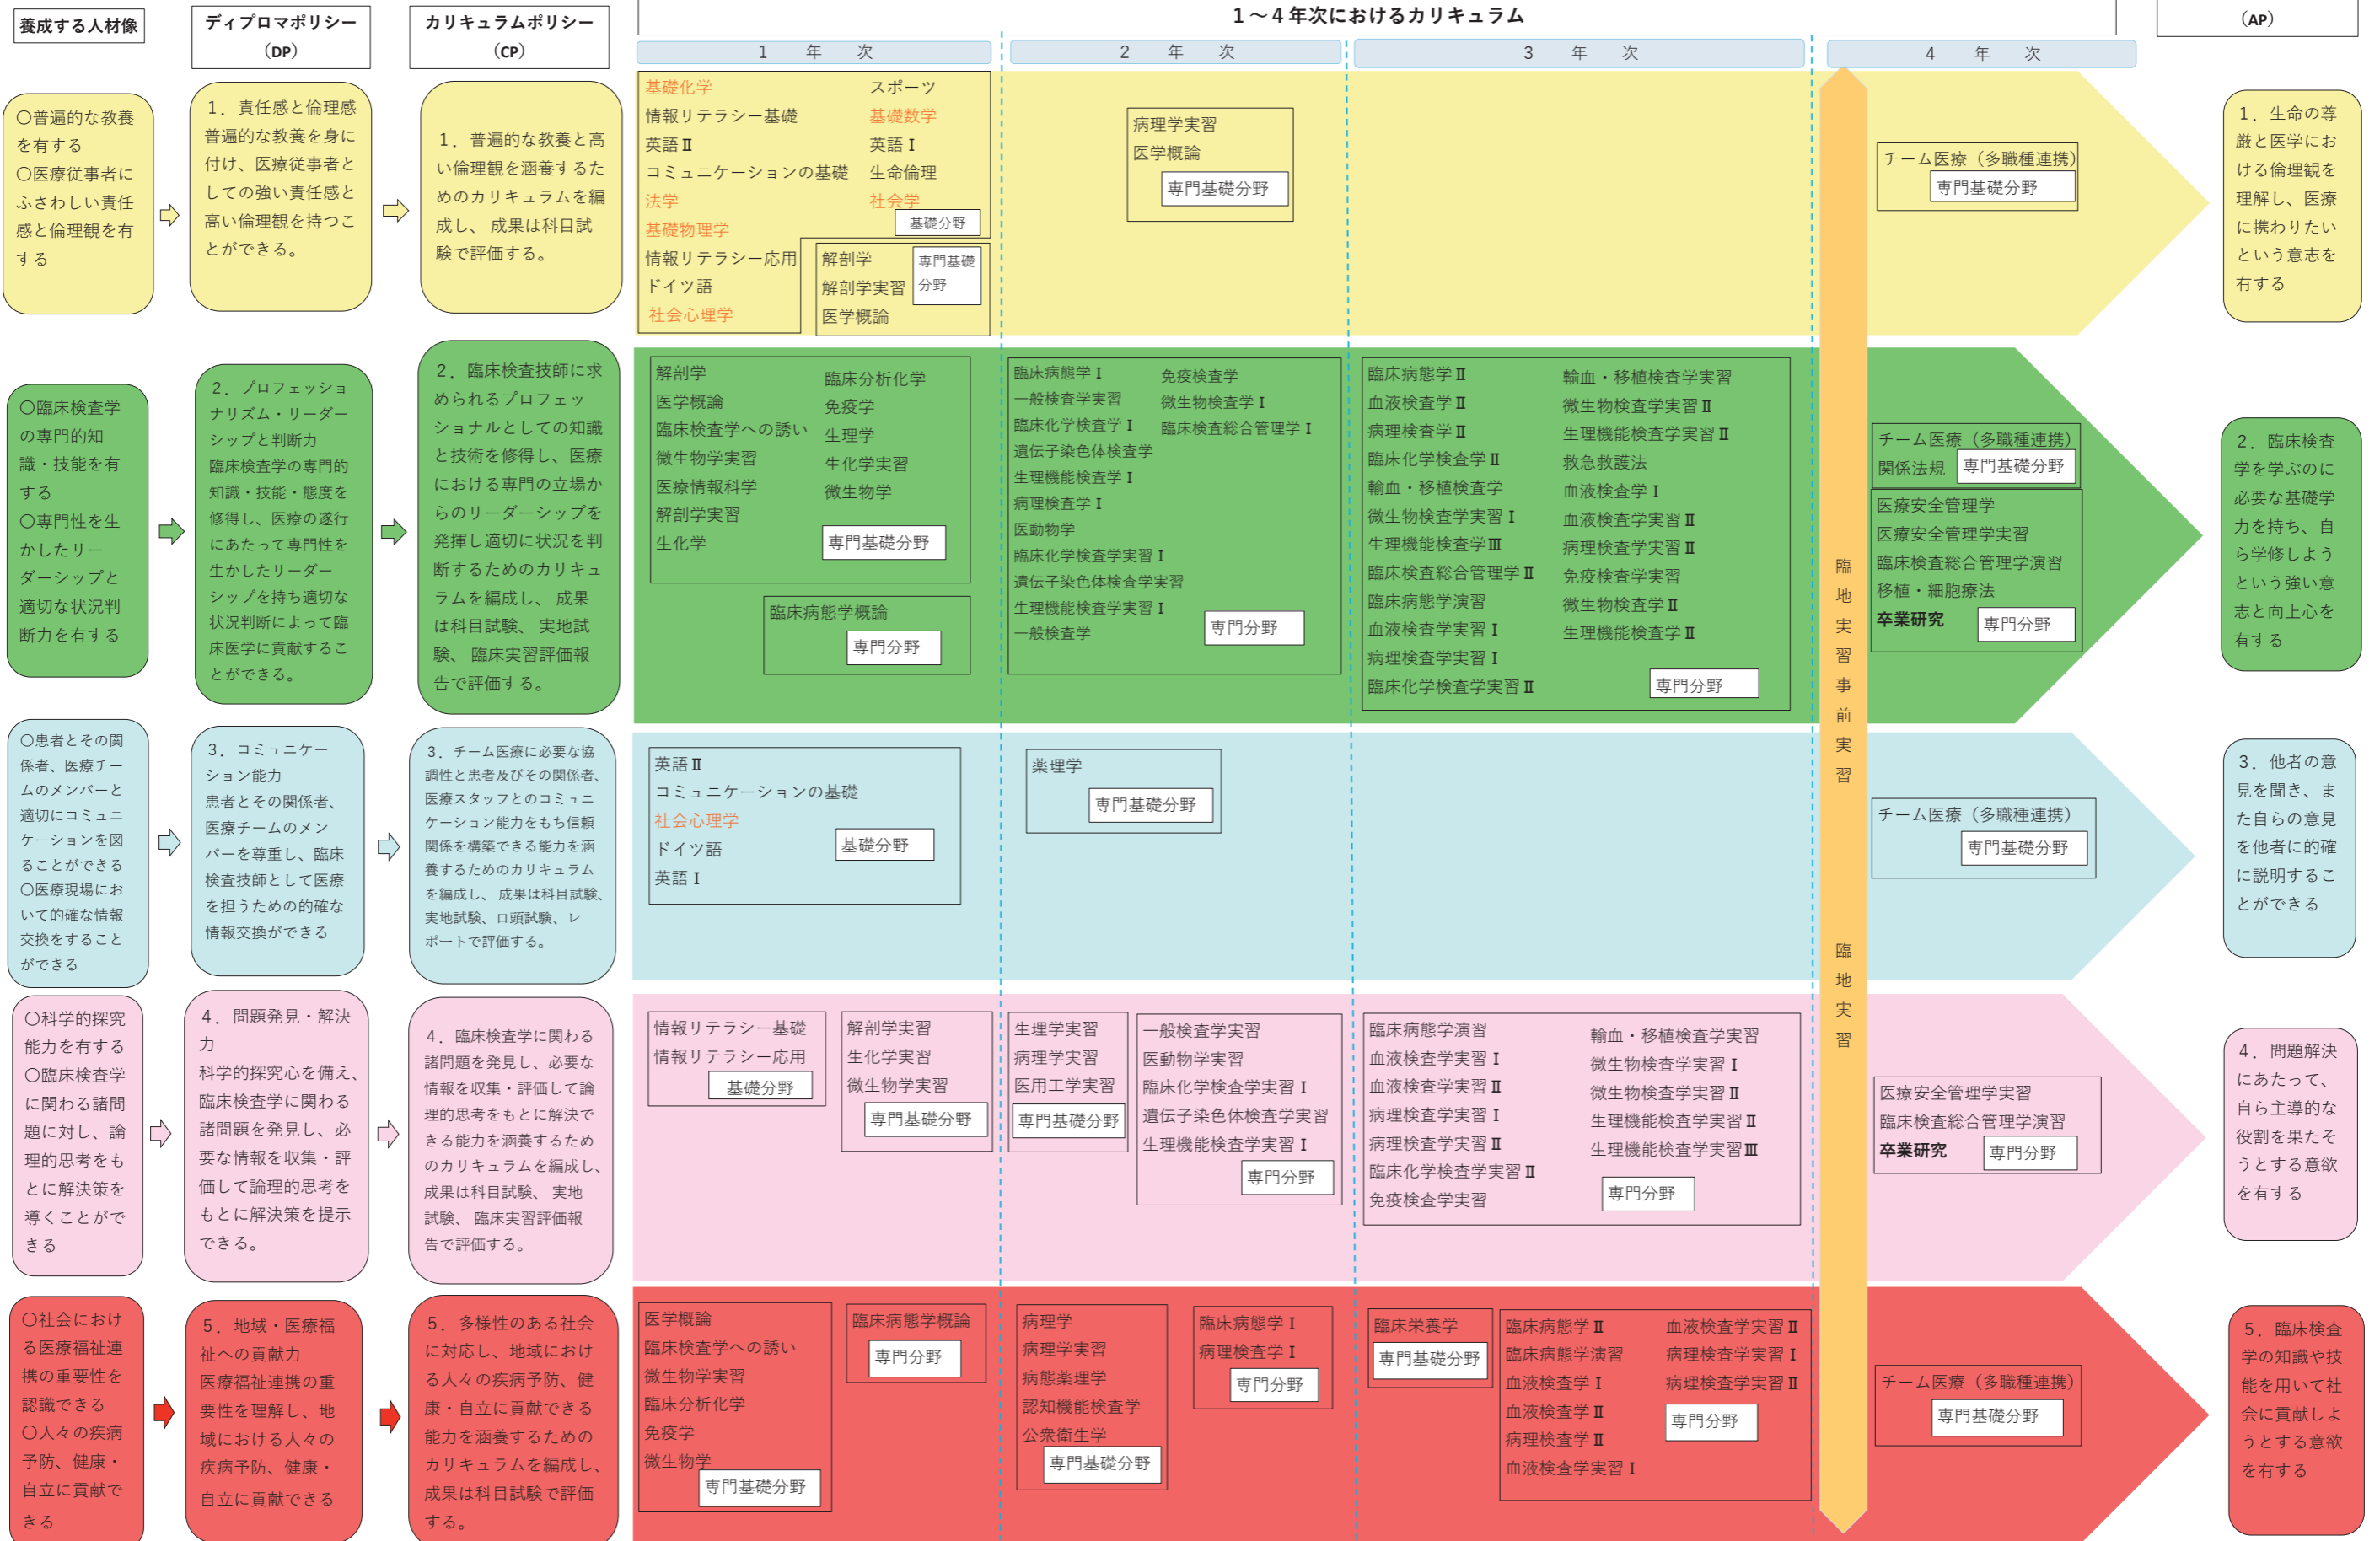 養成する人材像
ディプロマポリシー
（DP）
カリキュラムポリシー
（CP）
1～4年次におけるカリキュラム
（AP）
1　年　次
2　年　次
3　年　次
4　年　次
〇普遍的な教養
を有する
〇医療従事者に
ふさわしい責任
感と倫理観を有
する
1．責任感と倫理感
普遍的な教養を身に
付け、医療従事者と
しての強い責任感と
高い倫理観を持つこ
とができる。
1．普遍的な教養と高
い倫理観を涵養するた
めのカリキュラムを編
成し、 成果は科目試
験で評価する。
基礎化学
情報リテラシー基礎
英語Ⅱ
コミュニケーションの基礎
法学
基礎物理学
情報リテラシー応用
ドイツ語
社会心理学
スポーツ
基礎数学
英語Ⅰ
生命倫理
社会学
基礎分野
解剖学
解剖学実習
医学概論
専門基礎
分野
病理学実習
医学概論
専門基礎分野
チーム医療（多職種連携）
専門基礎分野
1．生命の尊
厳と医学にお
ける倫理観を
理解し、医療
に携わりたい
という意志を
有する
〇臨床検査学
の専門的知
識・技能を有
する
〇専門性を生
かしたリー
ダーシップと
適切な状況判
断力を有する
2．プロフェッショ
ナリズム・リーダー
シップと判断力
臨床検査学の専門的
知識・技能・態度を
修得し、医療の遂行
にあたって専門性を
生かしたリーダー
シップを持ち適切な
状況判断によって臨
床医学に貢献するこ
とができる。
2．臨床検査技師に求
められるプロフェッ
ショナルとしての知識
と技術を修得し、医療
における専門の立場か
らのリーダーシップを
発揮し適切に状況を判
断するためのカリキュ
ラムを編成し、 成果
は科目試験、 実地試
験、 臨床実習評価報
告で評価する。
解剖学
医学概論
臨床検査学への誘い
微生物学実習
医療情報科学
解剖学実習
生化学
臨床分析化学
免疫学
生理学
生化学実習
微生物学
専門基礎分野
臨床病態学概論
専門分野
臨床病態学Ⅰ
一般検査学実習
臨床化学検査学Ⅰ
遺伝子染色体検査学
生理機能検査学Ⅰ
病理検査学Ⅰ
医動物学
臨床化学検査学実習Ⅰ
遺伝子染色体検査学実習
生理機能検査学実習Ⅰ
一般検査学
免疫検査学
微生物検査学Ⅰ
臨床検査総合管理学Ⅰ
専門分野
臨床病態学Ⅱ
血液検査学Ⅱ
病理検査学Ⅱ
臨床化学検査学Ⅱ
輸血・移植検査学
微生物検査学実習Ⅰ
生理機能検査学Ⅲ
臨床検査総合管理学Ⅱ
臨床病態学演習
血液検査学実習Ⅰ
病理検査学実習Ⅰ
臨床化学検査学実習Ⅱ
輸血・移植検査学実習
微生物検査学実習Ⅱ
生理機能検査学実習Ⅱ
救急救護法
血液検査学Ⅰ
血液検査学実習Ⅱ
病理検査学実習Ⅱ
免疫検査学実習
微生物検査学Ⅱ
生理機能検査学Ⅱ
専門分野
臨地実習事前実習
臨地実習
チーム医療（多職種連携）
関係法規
専門基礎分野
医療安全管理学
医療安全管理学実習
臨床検査総合管理学演習
移植・細胞療法
卒業研究
専門分野
2．臨床検査
学を学ぶのに
必要な基礎学
力を持ち、自
ら学修しよう
という強い意
志と向上心を
有する
〇患者とその関
係者、医療チー
ムのメンバーと
適切にコミュニ
ケーションを図
ることができる
〇医療現場にお
いて的確な情報
交換をすること
ができる
3．コミュニケー
ション能力
患者とその関係者、
医療チームのメン
バーを尊重し、臨床
検査技師として医療
を担うための的確な
情報交換ができる
3．チーム医療に必要な協
調性と患者及びその関係者、
医療スタッフとのコミュニ
ケーション能力をもち信頼
関係を構築できる能力を涵
養するためのカリキュラム
を編成し、 成果は科目試験、
実地試験、口頭試験、レ
ポートで評価する。
英語Ⅱ
コミュニケーションの基礎
社会心理学
ドイツ語
英語Ⅰ
基礎分野
薬理学
専門基礎分野
チーム医療（多職種連携）
専門基礎分野
3．他者の意
見を聞き、ま
た自らの意見
を他者に的確
に説明するこ
とができる
〇科学的探究
能力を有する
〇臨床検査学
に関わる諸問
題に対し、論
理的思考をも
とに解決策を
導くことがで
きる
4．問題発見・解決
力
科学的探究心を備え、
臨床検査学に関わる
諸問題を発見し、必
要な情報を収集・評
価して論理的思考を
もとに解決策を提示
できる。
4．臨床検査学に関わる
諸問題を発見し、必要な
情報を収集・評価して論
理的思考をもとに解決で
きる能力を涵養するため
のカリキュラムを編成し、
成果は科目試験、 実地
試験、 臨床実習評価報
告で評価する。
情報リテラシー基礎
情報リテラシー応用
基礎分野
解剖学実習
生化学実習
微生物学実習
専門基礎分野
生理学実習
病理学実習
医用工学実習
専門基礎分野
一般検査学実習
医動物学実習
臨床化学検査学実習Ⅰ
遺伝子染色体検査学実習
生理機能検査学実習Ⅰ
専門分野
臨床病態学演習
血液検査学実習Ⅰ
血液検査学実習Ⅱ
病理検査学実習Ⅰ
病理検査学実習Ⅱ
臨床化学検査学実習Ⅱ
免疫検査学実習
輸血・移植検査学実習
微生物検査学実習Ⅰ
微生物検査学実習Ⅱ
生理機能検査学実習Ⅱ
生理機能検査学実習Ⅲ
専門分野
医療安全管理学実習
臨床検査総合管理学演習
卒業研究
専門分野
4．問題解決
にあたって、
自ら主導的な
役割を果たそ
うとする意欲
を有する
〇社会におけ
る医療福祉連
携の重要性を
認識できる
〇人々の疾病
予防、健康・
自立に貢献で
きる
5．地域・医療福
祉への貢献力
医療福祉連携の重
要性を理解し、地
域における人々の
疾病予防、健康・
自立に貢献できる
5．多様性のある社会
に対応し、地域におけ
る人々の疾病予防、健
康・自立に貢献できる
能力を涵養するための
カリキュラムを編成し、
成果は科目試験で評価
する。
医学概論
臨床検査学への誘い
微生物学実習
臨床分析化学
免疫学
微生物学
専門基礎分野
臨床病態学概論
専門分野
病理学
病理学実習
病態薬理学
認知機能検査学
公衆衛生学
専門基礎分野
臨床病態学Ⅰ
病理検査学Ⅰ
専門分野
臨床栄養学
専門基礎分野
臨床病態学Ⅱ
臨床病態学演習
血液検査学Ⅰ
血液検査学Ⅱ
病理検査学Ⅱ
血液検査学実習Ⅰ
血液検査学実習Ⅱ
病理検査学実習Ⅰ
病理検査学実習Ⅱ
専門分野
チーム医療（多職種連携）
専門基礎分野
5．臨床検査
学の知識や技
能を用いて社
会に貢献しよ
うとする意欲
を有する